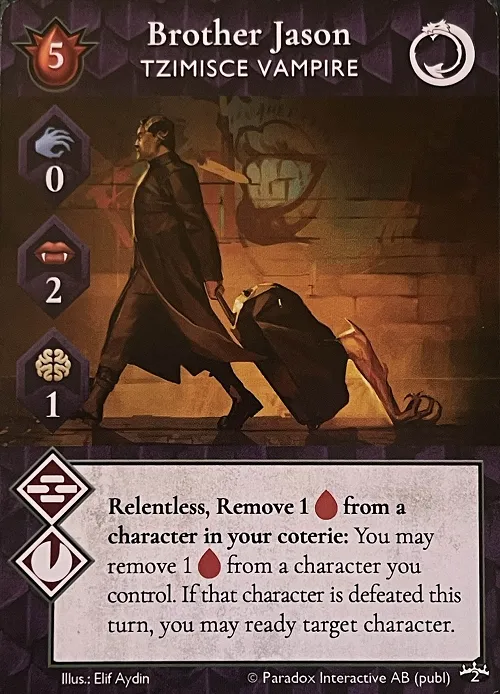 5
Brother Jason
TZIMISCE VAMPIRE
0
2
1
Relentless, Remove 1 from a
character in your coterie: You may
remove 1 from a character you
control. If that character is defeated this
turn, you may ready target character.
Illus.: Elif Aydin
© Paradox Interactive AB (publ)
2